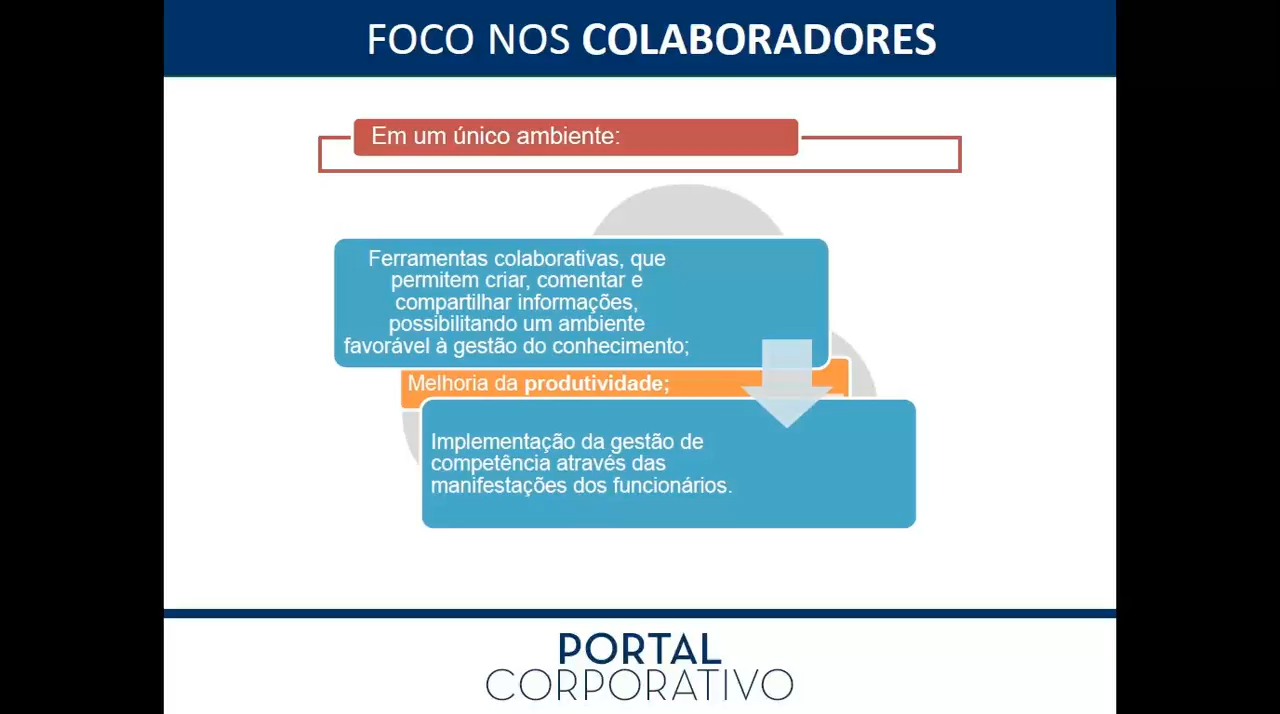 FOCO NOS COLABORADORES
Em um único ambiente:
Ferramentas colaborativas, que
permitem criar, comentar e
compartilhar informações,
possibilitando um ambiente
favorável à gestão do conhecimento;
Melhoria da produtividade;
Implementação da gestão de
competência através das
manifestações dos funcionários.
PORTAL
CORPORATIVO